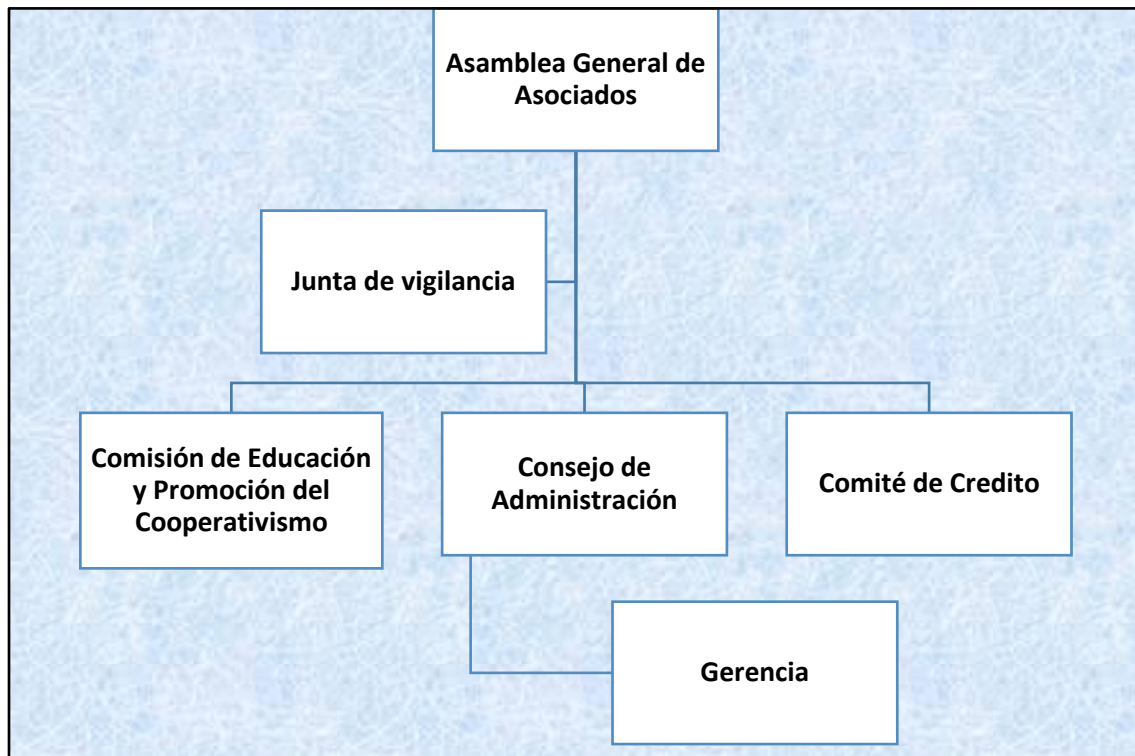 Asamblea General de
Asociados
Junta de vigilancia
Comisión de Educación
y Promoción del
Cooperativismo
Consejo de
Administración
Comité de Credito
Gerencia